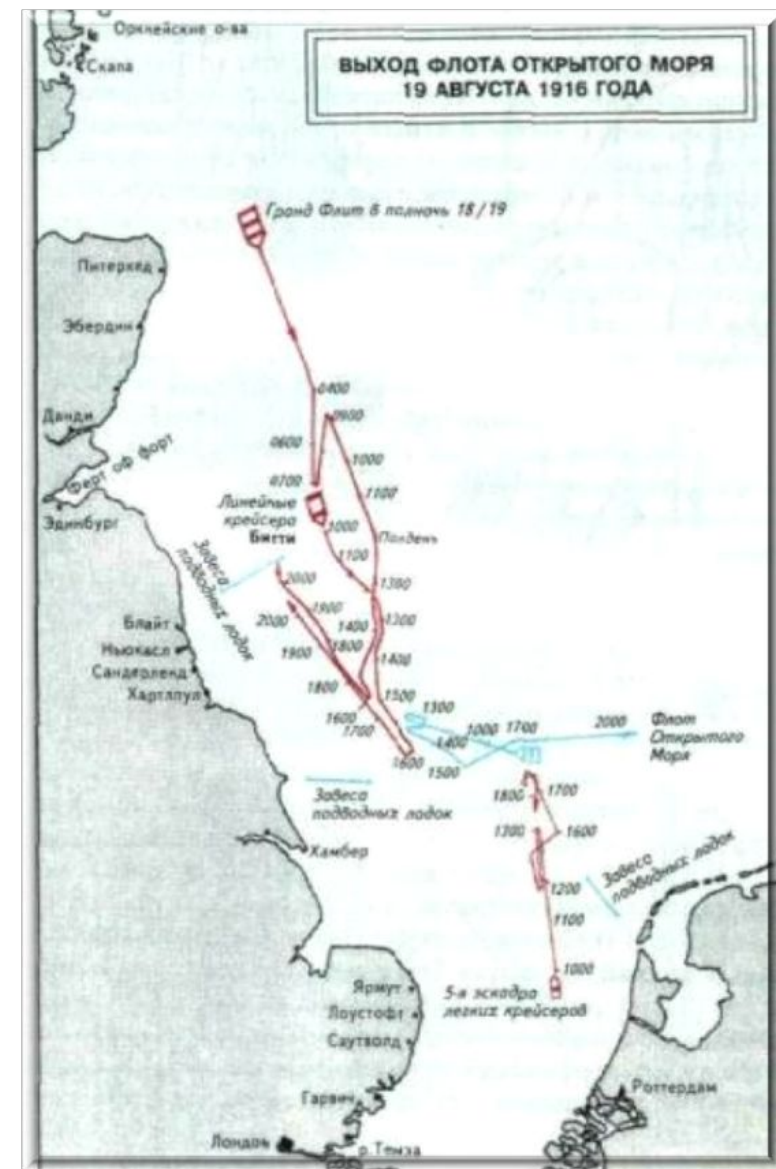 Оркнейские о-ва
Скапа
ВЫХОД ФЛОТА ОТКРЫТОГО МОРЯ
19 АВГУСТА 1916 ГОДА
Гранд Флит в полночь 18/19
Питерхед
Эбердин
0400
0900
Данди
0600
1000
Ферт оф форт
0700
1100
Эдинбург
Линейные
крейсера
Битти
1000
Полдень
1100
Завеса
подводных лодок
2000
1300
2000
1900
1400
1300
Блайт
Ньюкасл
Сандерленд
Хартлпул
1900
1800
1400
1800
1500
1600
1300
1700
1600
1400
1000
1700
2000
Флот
Открытого
Моря
1500
Завеса
подводных лодок
1800
1700
1300
1600
Хамбер
Завеса
подводных лодок
1200
1100
1000
Ярмут
Лоустофт
Саутволд
5-я эскадра
легких крейсеров
Гарвич
Роттердам
Лондон
р. Темза